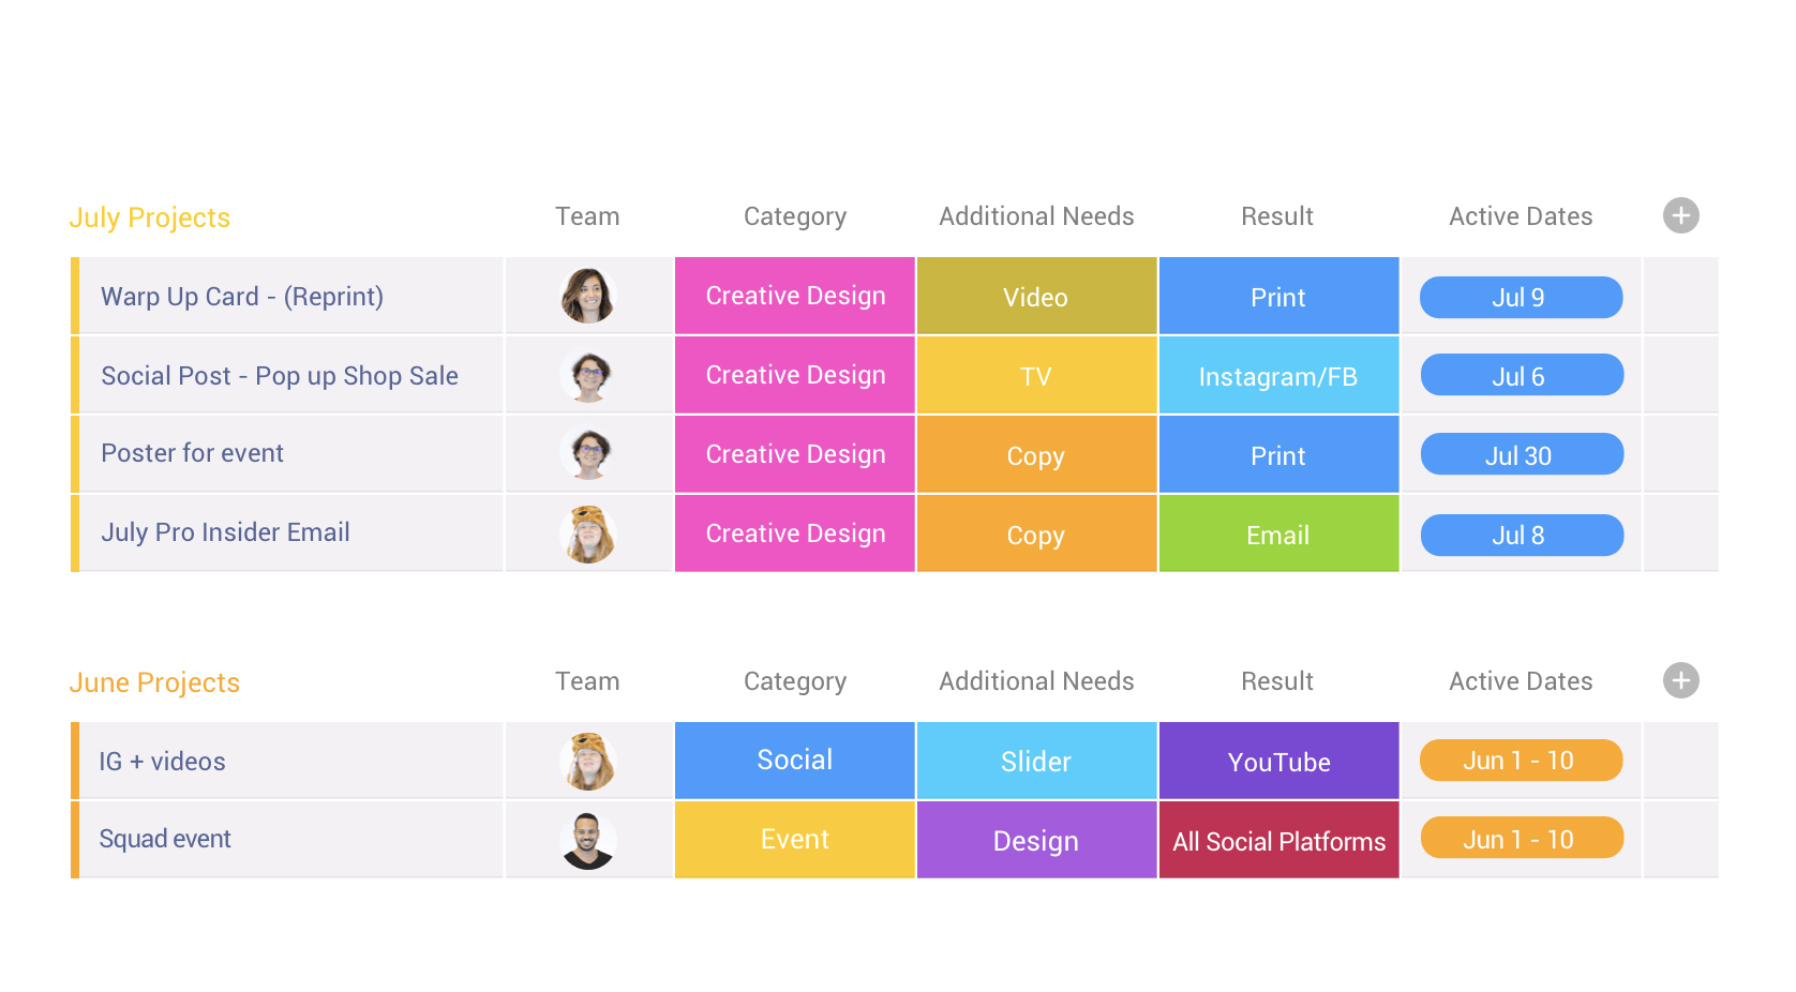 July Projects Team Category Additional Needs Result Active Dates +
Warp Up Card - (Reprint) Creative Design Video Print Jul 9
Social Post - Pop up Shop Sale Creative Design TV Instagram/FB Jul 6
Poster for event Creative Design Copy Print Jul 30
July Pro Insider Email Creative Design Copy Email Jul 8
June Projects Team Category Additional Needs Result Active Dates +
IG + videos Social Slider YouTube Jun 1 - 10
Squad event Event Design All Social Platforms Jun 1 - 10